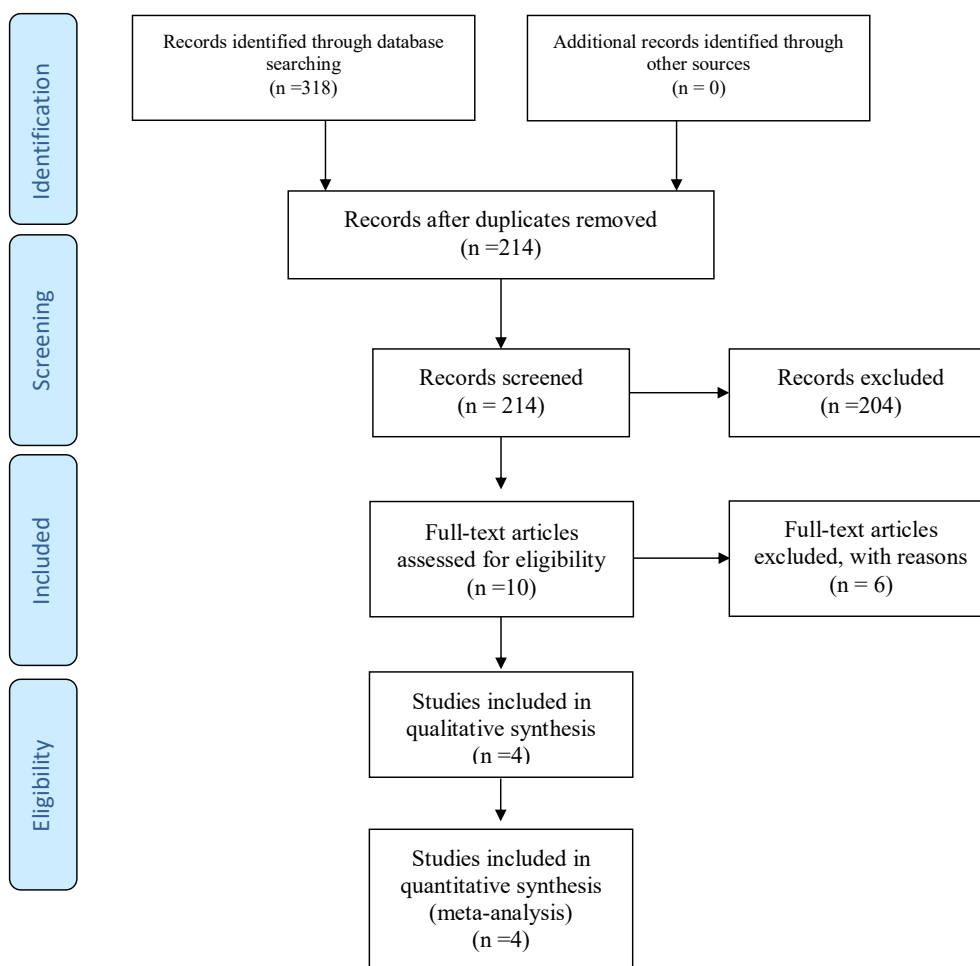 Identification
Records identified through database
searching
(n =318)
Additional records identified through
other sources
(n = 0)
Records after duplicates removed
(n =214)
Screening
Records screened
(n = 214)
Records excluded
(n =204)
Included
Full-text articles
assessed for eligibility
(n =10)
Full-text articles
excluded, with reasons
(n = 6)
Eligibility
Studies included in
qualitative synthesis
(n =4)
Studies included in
quantitative synthesis
(meta-analysis)
(n =4)